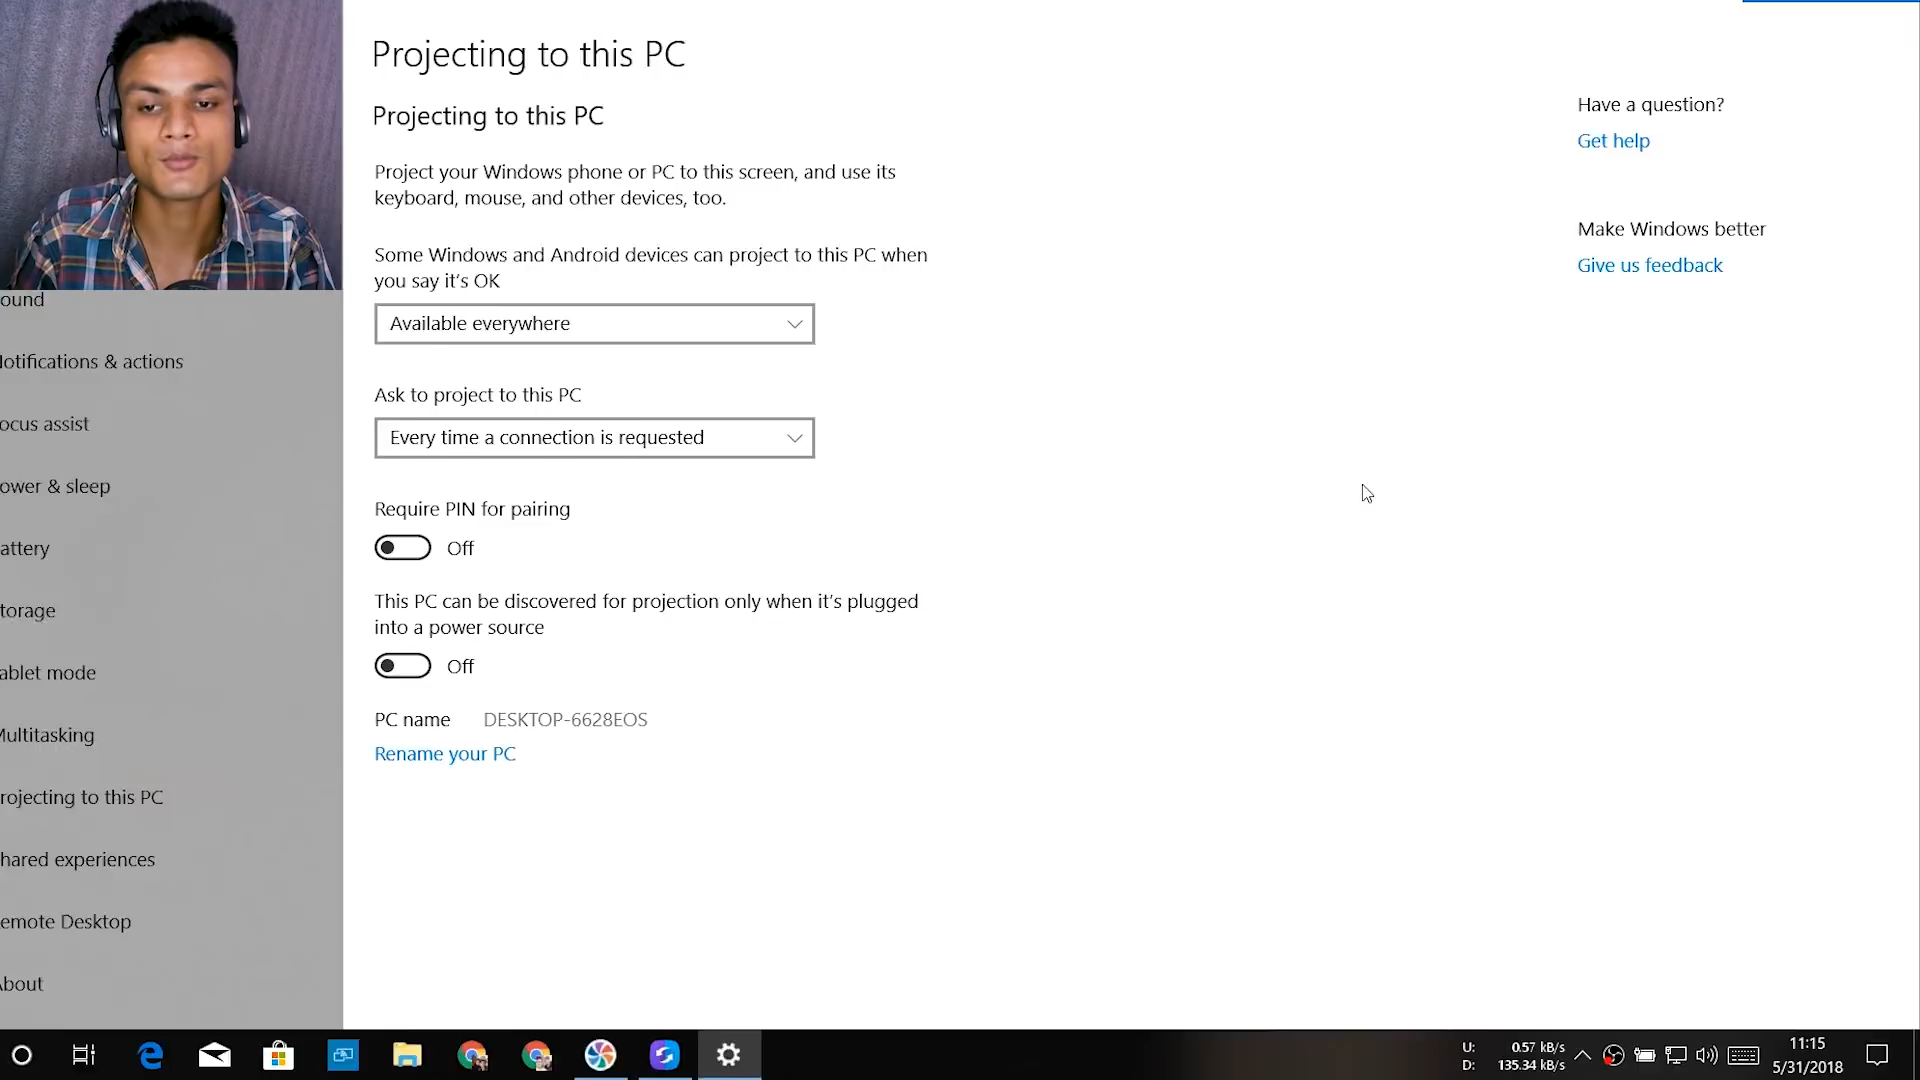 Projecting to this PC
Projecting to this PC
Project your Windows phone or PC to this screen, and use its
keyboard, mouse, and other devices, too.
Some Windows and Android devices can project to this PC when
you say it's OK
Available everywhere
Ask to project to this PC
Every time a connection is requested
Require PIN for pairing
Off
This PC can be discovered for projection only when it's plugged
into a power source
Off
PC name DESKTOP-6628EOS
Rename your PC
Have a question?
Get help
Make Windows better
Give us feedback
ound
otifications & actions
ocus assist
ower & sleep
attery
torage
ablet mode
Multitasking
rojecting to this PC
hared experiences
emote Desktop
About
U: 0.57 kB/s
D: 135.34 kB/s
11:15
5/31/2018